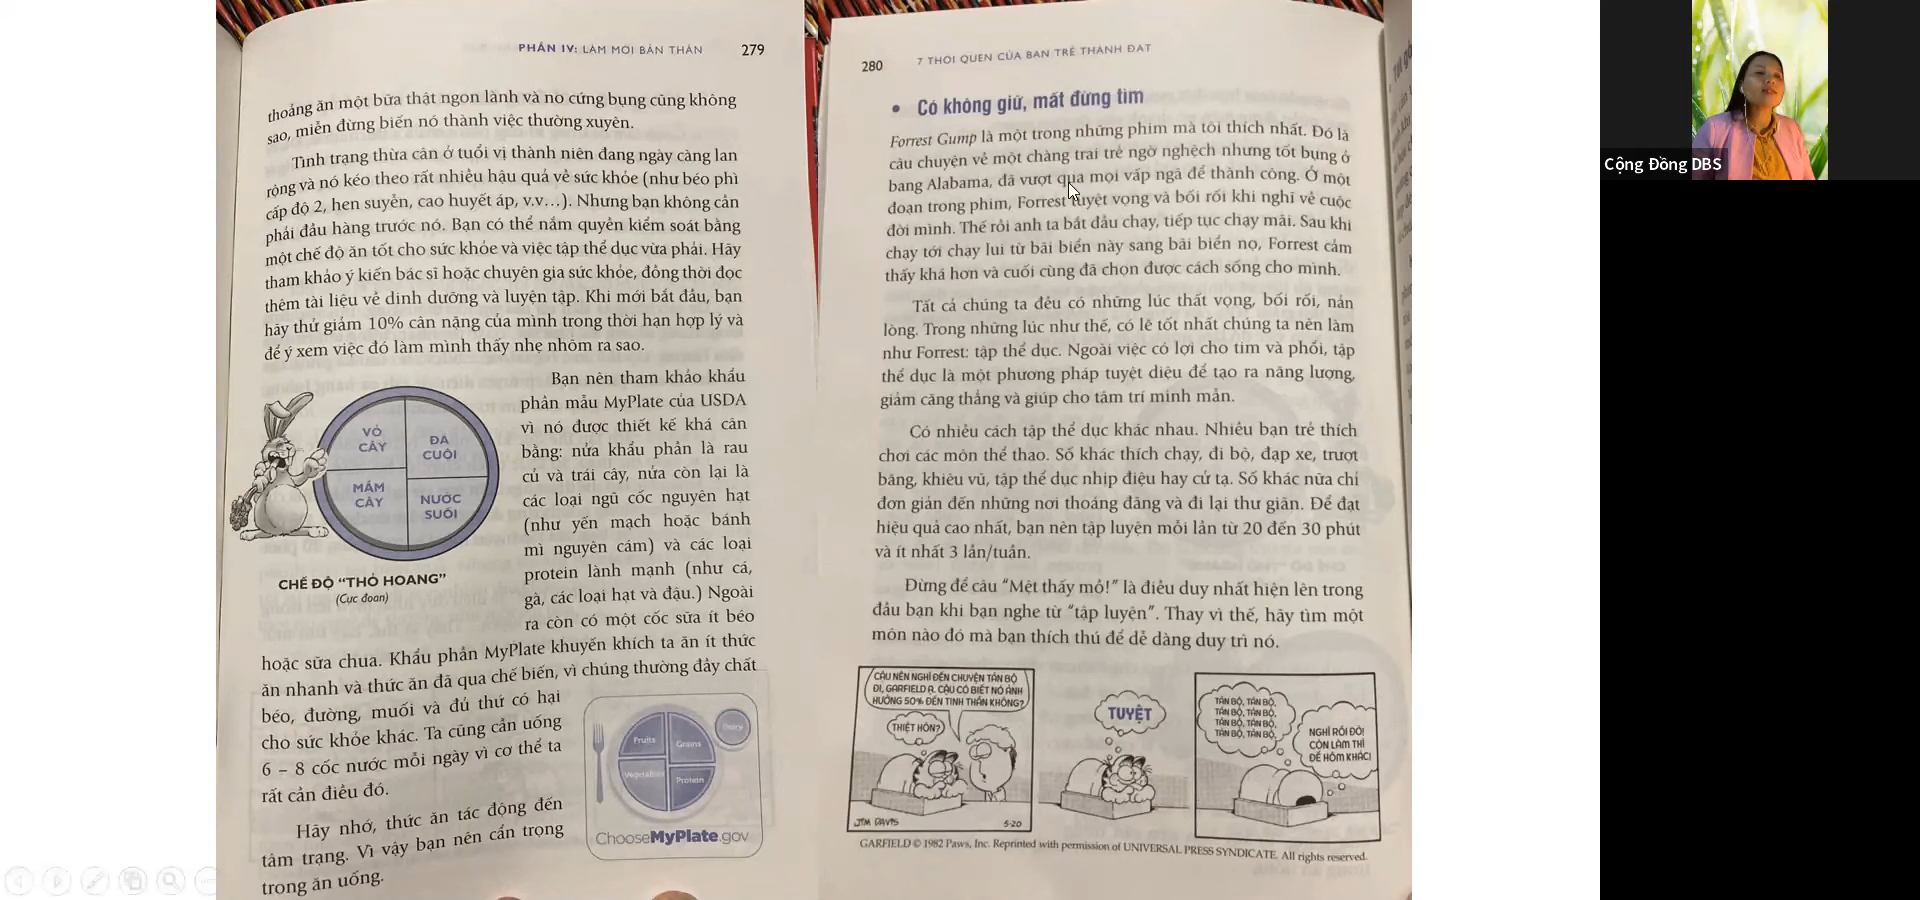 PHẦN IV: LÀM MỚI BẢN THÂN 279
thoảng ăn một bữa thật ngon lành và no cứng bụng cũng không
sao, miễn đừng biến nó thành việc thường xuyên.
Tình trạng thừa cân ở tuổi vị thành niên đang ngày càng lan
rộng và nó kéo theo rất nhiều hậu quả về sức khỏe (như béo phì
cấp độ 2, hen suyễn, cao huyết áp, v.v...). Nhưng bạn không cần
phải đầu hàng trước nó. Bạn có thể nắm quyền kiểm soát bằng
một chế độ ăn tốt cho sức khỏe và việc tập thể dục vừa phải. Hãy
tham khảo ý kiến bác sĩ hoặc chuyên gia sức khỏe, đồng thời đọc
thêm tài liệu về dinh dưỡng và luyện tập. Khi mới bắt đầu, bạn
hãy thử giảm 10% cân nặng của mình trong thời hạn hợp lý và
để ý xem việc đó làm mình thấy nhẹ nhõm ra sao.
Bạn nên tham khảo khẩu
phần mẫu MyPlate của USDA
vì nó được thiết kế khá cân
bằng: nửa khẩu phần là rau
củ và trái cây, nửa còn lại là
các loại ngũ cốc nguyên hạt
(như yến mạch hoặc bánh
mì nguyên cám) và các loại
protein lành mạnh (như cá,
gà, các loại hạt và đậu.) Ngoài
ra còn có một cốc sữa ít béo
hoặc sữa chua. Khẩu phần MyPlate khuyến khích ta ăn ít thức
ăn nhanh và thức ăn đã qua chế biến, vì chúng thường đầy chất
béo, đường, muối và đủ thứ có hại
cho sức khỏe khác. Ta cũng cần uống
6 – 8 cốc nước mỗi ngày vì cơ thể ta
rất cần điều đó.
Hãy nhớ, thức ăn tác động đến
tâm trạng. Vì vậy bạn nên cẩn trọng
trong ăn uống.
VỎ
CÂY
ĐÁ
CUỘI
MẦM
CÂY
NƯỚC
SUỐI
CHẾ ĐỘ “THỎ HOANG”
(Cực đoan)
Fruits
Grains
Dairy
Vegetables
Protein
ChooseMyPlate.gov
280 7 THÓI QUEN CỦA BẠN TRẺ THÀNH ĐẠT
• Có không giữ, mất đừng tìm
Forrest Gump là một trong những phim mà tôi thích nhất. Đó là
câu chuyện về một chàng trai trẻ ngờ nghệch nhưng tốt bụng ở
bang Alabama, đã vượt qua mọi vấp ngã để thành công. Ở một
đoạn trong phim, Forrest tuyệt vọng và bối rối khi nghĩ về cuộc
đời mình. Thế rồi anh ta bắt đầu chạy, tiếp tục chạy mãi. Sau khi
chạy tới chạy lui từ bãi biển này sang bãi biển nọ, Forrest cảm
thấy khá hơn và cuối cùng đã chọn được cách sống cho mình.
Tất cả chúng ta đều có những lúc thất vọng, bối rối, nản
lòng. Trong những lúc như thế, có lẽ tốt nhất chúng ta nên làm
như Forrest: tập thể dục. Ngoài việc có lợi cho tim và phổi, tập
thể dục là một phương pháp tuyệt diệu để tạo ra năng lượng,
giảm căng thẳng và giúp cho tâm trí minh mẫn.
Có nhiều cách tập thể dục khác nhau. Nhiều bạn trẻ thích
chơi các môn thể thao. Số khác thích chạy, đi bộ, đạp xe, trượt
băng, khiêu vũ, tập thể dục nhịp điệu hay cử tạ. Số khác nữa chỉ
đơn giản đến những nơi thoáng đãng và đi lại thư giãn. Để đạt
hiệu quả cao nhất, bạn nên tập luyện mỗi lần từ 20 đến 30 phút
và ít nhất 3 lần/tuần.
Đừng để câu “Mệt thấy mồ!” là điều duy nhất hiện lên trong
đầu bạn khi bạn nghe từ “tập luyện”. Thay vì thế, hãy tìm một
môn nào đó mà bạn thích thú để dễ dàng duy trì nó.
CẬU NÊN NGHĨ ĐẾN CHUYỆN TẢN BỘ
ĐI, GARFIELD Ạ. CẬU CÓ BIẾT NÓ ẢNH
HƯỞNG 50% ĐẾN TINH THẦN KHÔNG?
THIỆT HÔN?
JIM DAVIS 5-20
TUYỆT
TẢN BỘ, TẢN BỘ,
TẢN BỘ, TẢN BỘ,
TẢN BỘ, TẢN BỘ,
TẢN BỘ, TẢN BỘ,
NGHĨ RỒI ĐÓ!
CÒN LÀM THÌ
ĐỂ HÔM KHÁC!
GARFIELD © 1982 Paws, Inc. Reprinted with permission of UNIVERSAL PRESS SYNDICATE. All rights reserved.
Cộng Đồng DBS